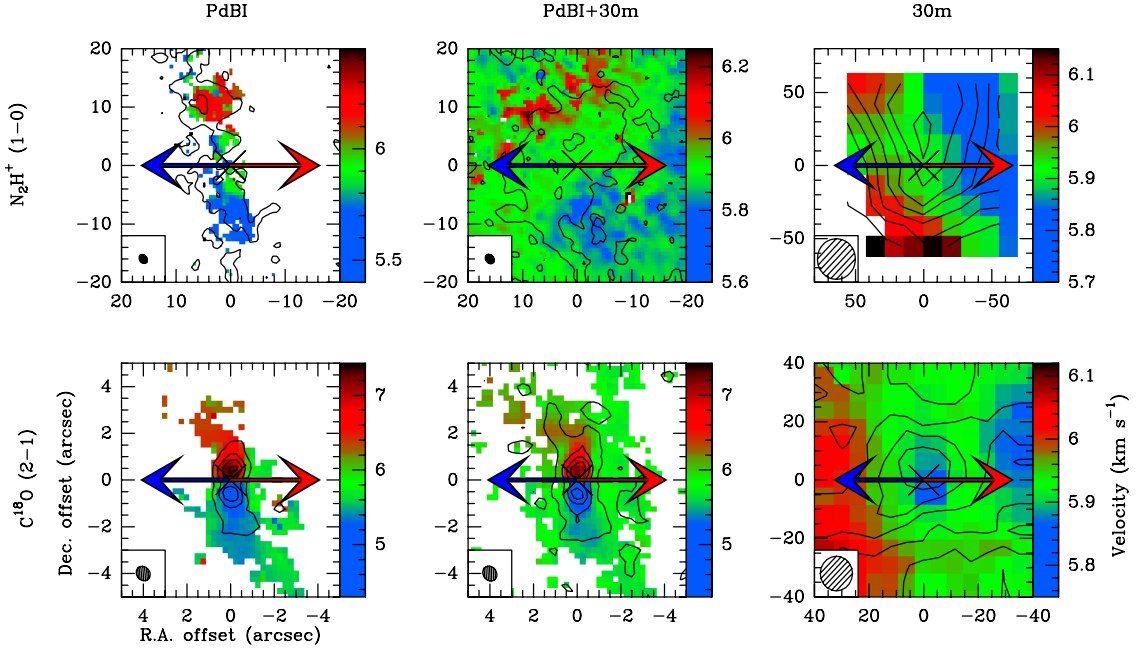 PdBI PdBI+30m 30m
N₂H⁺ (1-0)
20 10 0 −10 −20
20 10 0 −10 −20
6 5.5
20 10 0 −10 −20
20 10 0 −10 −20
6.2 6 5.8 5.6
50 0 −50
50 0 −50
6.1 6 5.9 5.8 5.7
C¹⁸O (2-1)
Dec. offset (arcsec)
4 2 0 −2 −4
4 2 0 −2 −4
R.A. offset (arcsec)
7 6 5
4 2 0 −2 −4
4 2 0 −2 −4
7 6 5
40 20 0 −20 −40
40 20 0 −20 −40
6.1 6 5.9 5.8
Velocity (km s⁻¹)